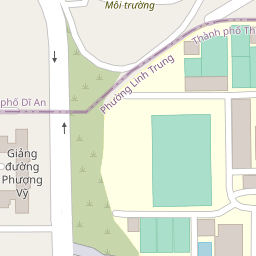 Môi trường
Thành phố Th
Phường Linh Trung
phố Dĩ An
Giảng
đường
Phượng
Vỹ